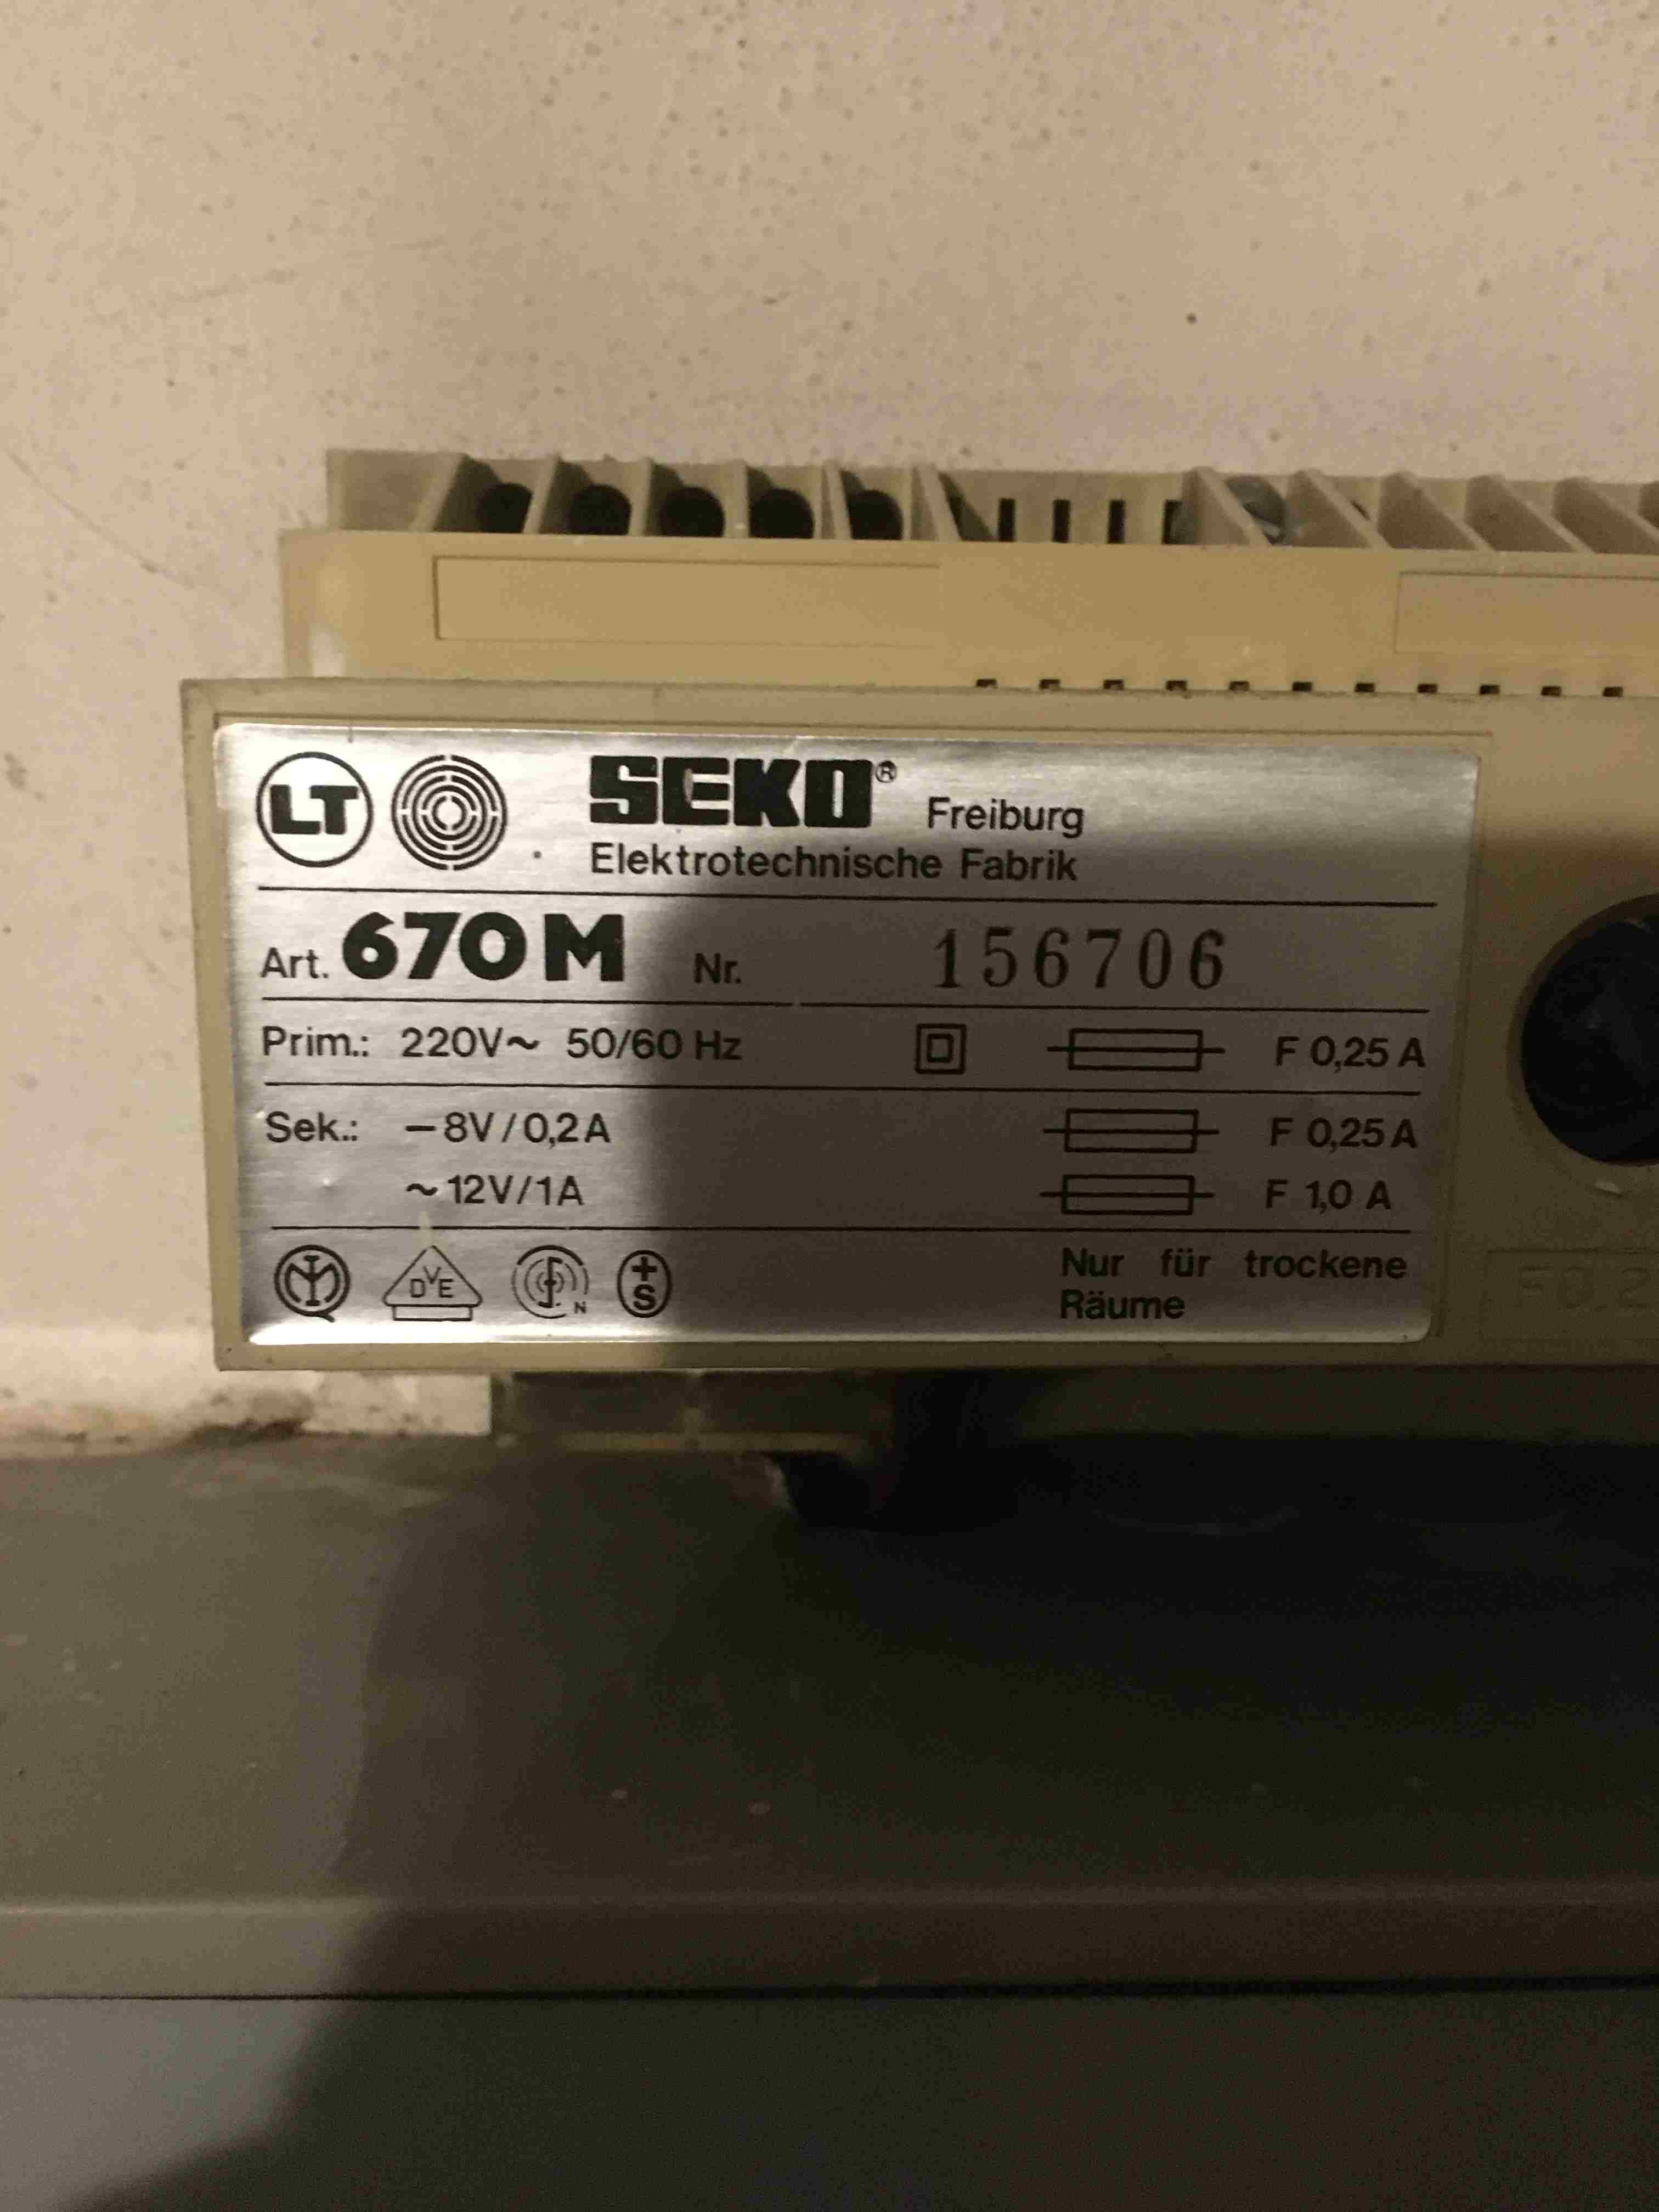 LT SEKO® Freiburg
Elektrotechnische Fabrik
Art. 670 M Nr. 156706
Prim.: 220V~ 50/60 Hz F 0,25 A
Sek.: –8V/0,2A F 0,25A
~12V/1A F 1,0 A
DVE N +S Nur für trockene
Räume